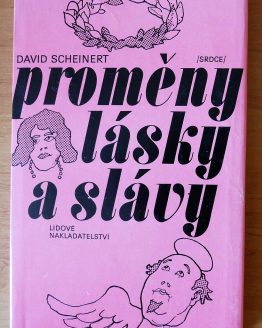 DAVID SCHEINERT /SRDCE/
proměny
lásky
a slávy
LIDOVÉ
NAKLADATELSTVÍ